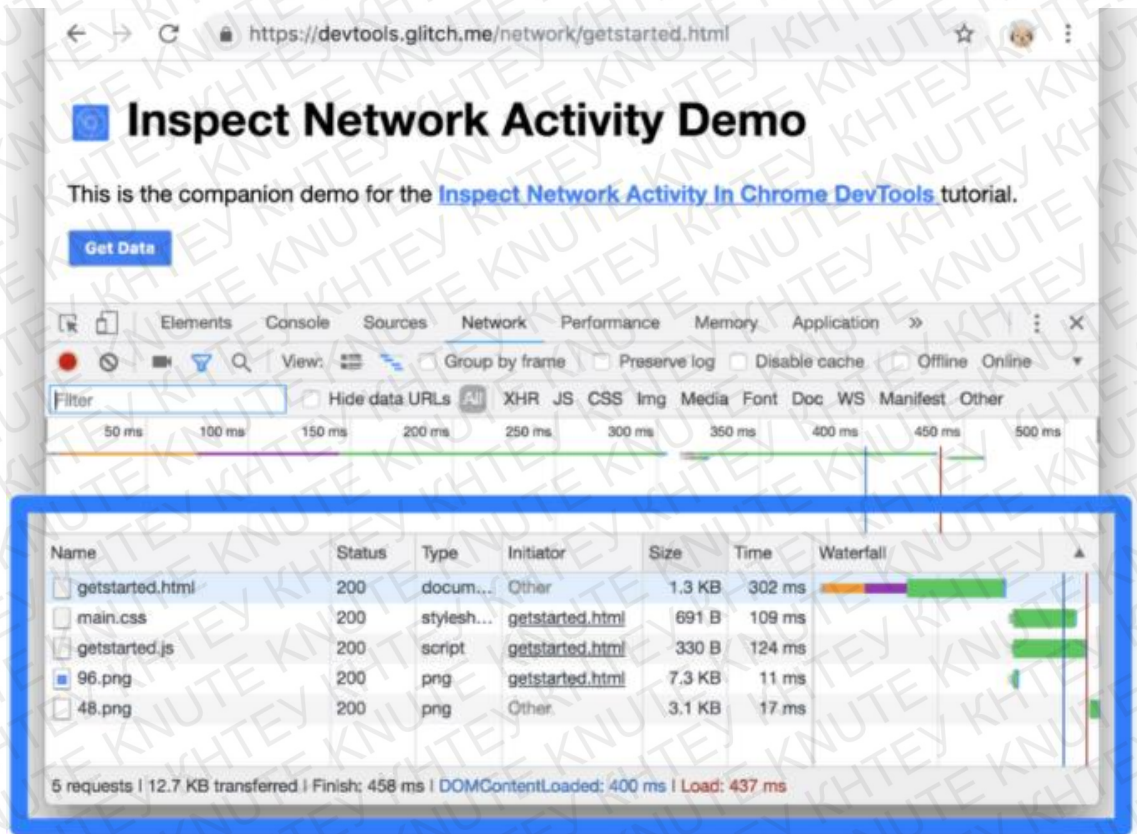 https://devtools.glitch.me/network/getstarted.html
Inspect Network Activity Demo
This is the companion demo for the Inspect Network Activity In Chrome DevTools tutorial.
Get Data
Elements Console Sources Network Performance Memory Application »
View: Group by frame Preserve log Disable cache Offline Online
Filter Hide data URLs All XHR JS CSS Img Media Font Doc WS Manifest Other
50 ms 100 ms 150 ms 200 ms 250 ms 300 ms 350 ms 400 ms 450 ms 500 ms
Name Status Type Initiator Size Time Waterfall
getstarted.html 200 docum... Other 1.3 KB 302 ms
main.css 200 stylesh... getstarted.html 691 B 109 ms
getstarted.js 200 script getstarted.html 330 B 124 ms
96.png 200 png getstarted.html 7.3 KB 11 ms
48.png 200 png Other 3.1 KB 17 ms
5 requests | 12.7 KB transferred | Finish: 458 ms | DOMContentLoaded: 400 ms | Load: 437 ms
KNUTE KHTEY